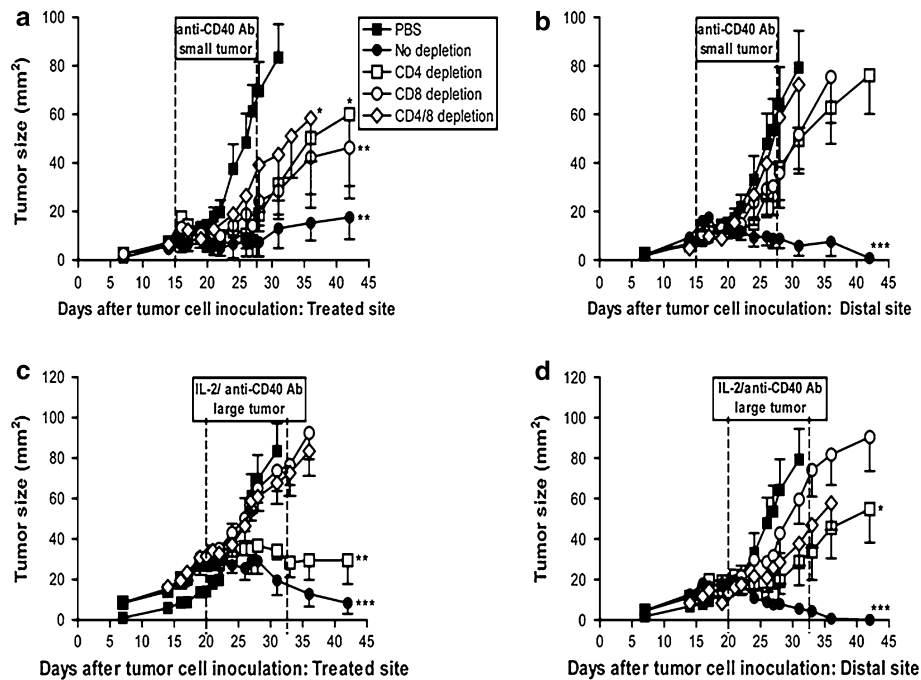 a
100
80
60
40
20
0
Tumor size (mm²)
anti-CD40 Ab
small tumor
PBS
No depletion
CD4 depletion
CD8 depletion
CD4/8 depletion
*
*
**
**
0 5 10 15 20 25 30 35 40 45
Days after tumor cell inoculation: Treated site
b
100
80
60
40
20
0
Tumor size (mm²)
anti-CD40 Ab
small tumor
***
0 5 10 15 20 25 30 35 40 45
Days after tumor cell inoculation: Distal site
c
120
100
80
60
40
20
0
Tumor size (mm²)
IL-2/ anti-CD40 Ab
large tumor
**
***
0 5 10 15 20 25 30 35 40 45
Days after tumor cell inoculation: Treated site
d
120
100
80
60
40
20
0
Tumor size (mm²)
IL-2/anti-CD40 Ab
large tumor
*
***
0 5 10 15 20 25 30 35 40 45
Days after tumor cell inoculation: Distal site